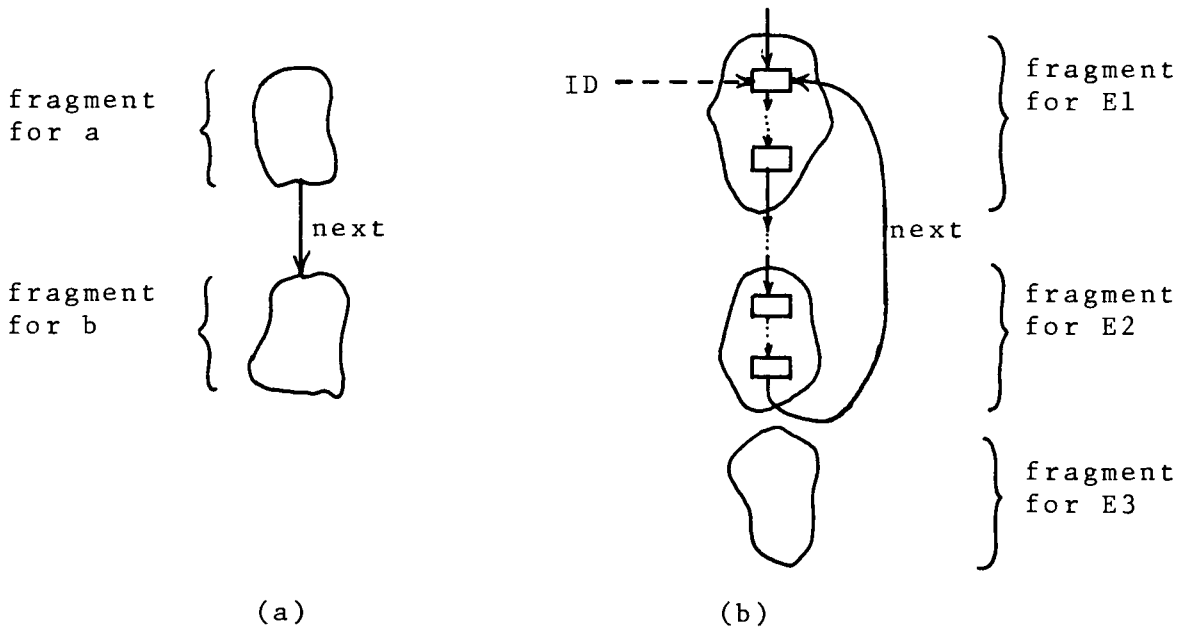 fragment
for a
next
fragment
for b
(a)
ID
fragment
for E1
next
fragment
for E2
fragment
for E3
(b)